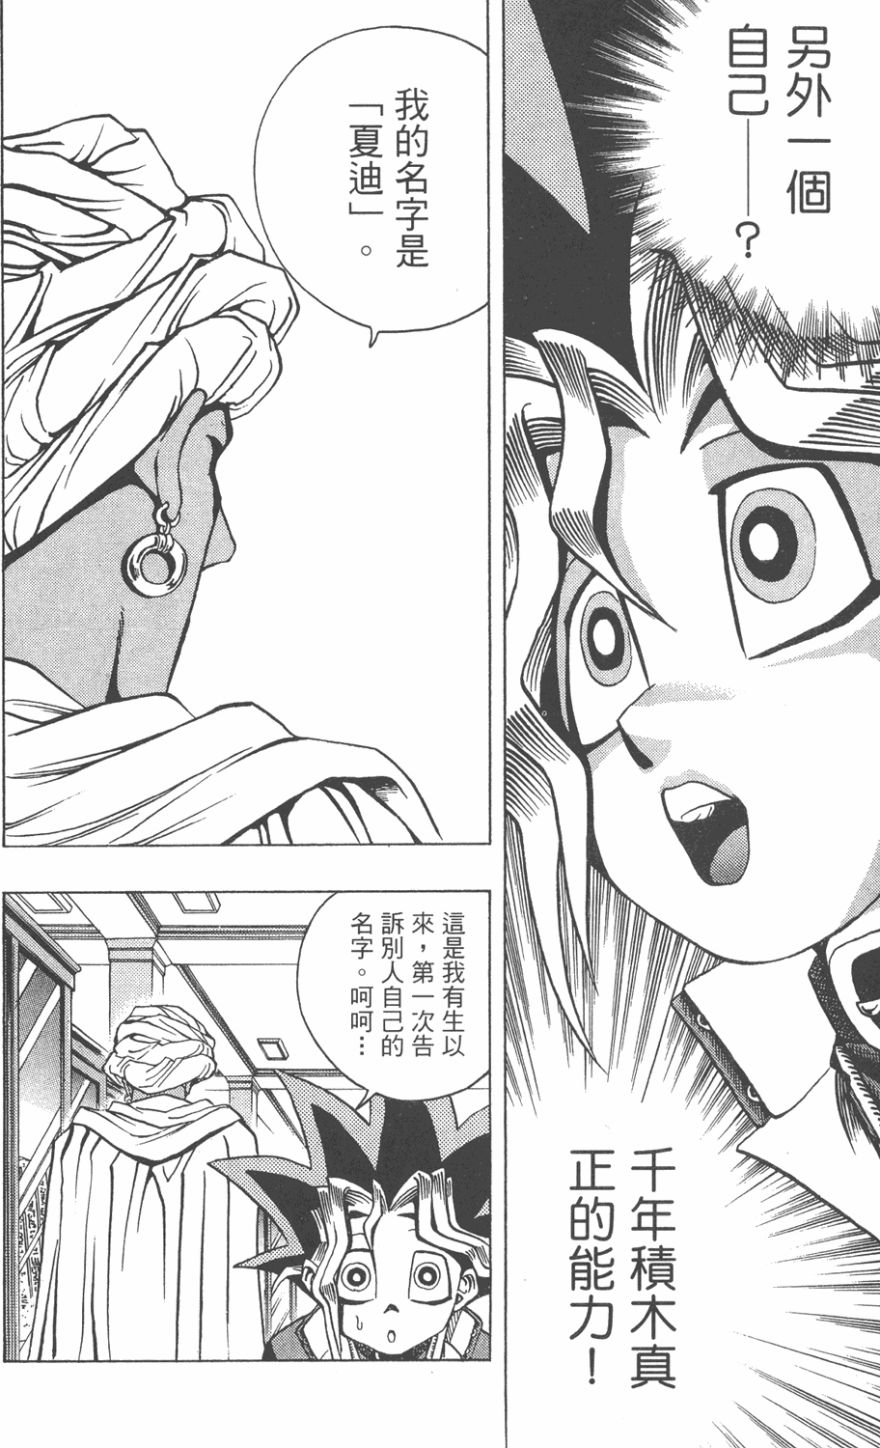 另外一個
自己——？
千年積木真
正的能力！
我的名字是
「夏迪」。
這是我有生以
來，第一次告
訴別人自己的
名字。呵呵…